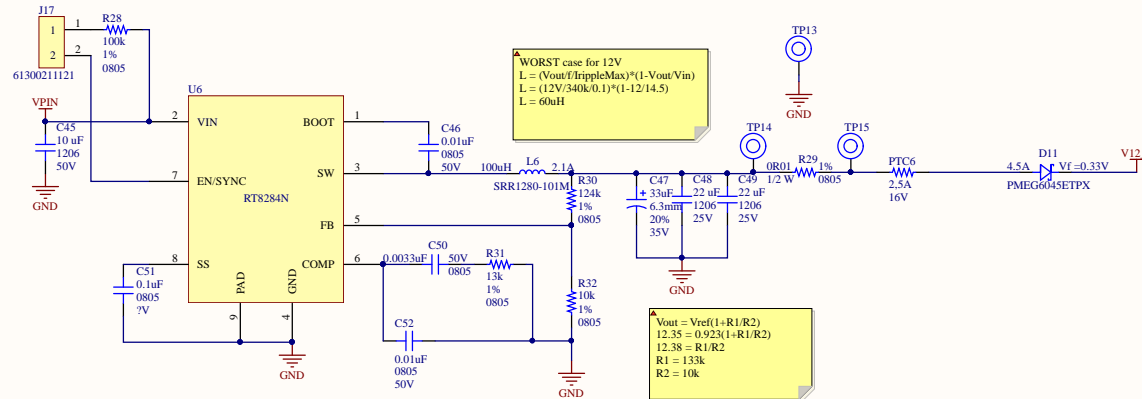 J17
1
2
1
2
61300211121
R28
100k
1%
0805
VPIN
C45
10 uF
1206
50V
GND
U6
2
VIN
7
EN/SYNC
RT8284N
8
SS
PAD
GND
9
4
BOOT
1
SW
3
FB
5
COMP
6
C51
0.1uF
0805
?V
GND
C46
0.01uF
0805
50V
100uH
L6
2.1A
SRR1280-101M
R30
124k
1%
0805
C50
0.0033uF
50V
0805
R31
13k
1%
0805
C52
0.01uF
0805
50V
R32
10k
1%
0805
GND
WORST case for 12V
L = (Vout/f/IrippleMax)*(1-Vout/Vin)
L = (12V/340k/0.1)*(1-12/14.5)
L = 60uH
C47
33uF
6.3mm
20%
35V
C48
22 uF
1206
25V
C49
22 uF
1206
25V
GND
TP13
GND
TP14
0R01
1/2 W
R29
1%
0805
TP15
PTC6
2,5A
16V
D11
4.5A
Vf =0.33V
PMEG6045ETPX
V12
Vout = Vref(1+R1/R2)
12.35 = 0.923(1+R1/R2)
12.38 = R1/R2
R1 = 133k
R2 = 10k